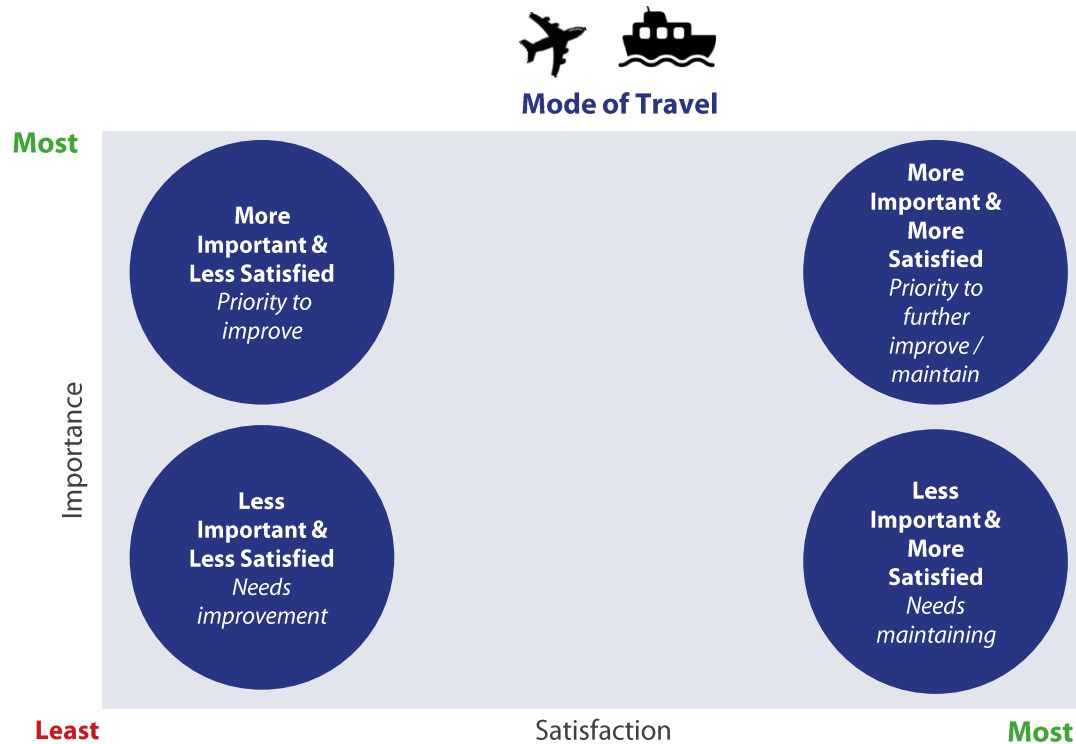 Mode of Travel
Most
More
Important &
Less Satisfied
Priority to
improve
More
Important &
More
Satisfied
Priority to
further
improve /
maintain
Importance
Less
Important &
Less Satisfied
Needs
improvement
Less
Important &
More
Satisfied
Needs
maintaining
Least
Satisfaction
Most